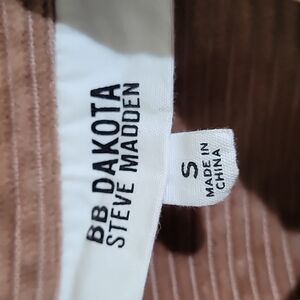 BB DAKOTA
STEVE MADDEN
S
MADE IN
CHINA